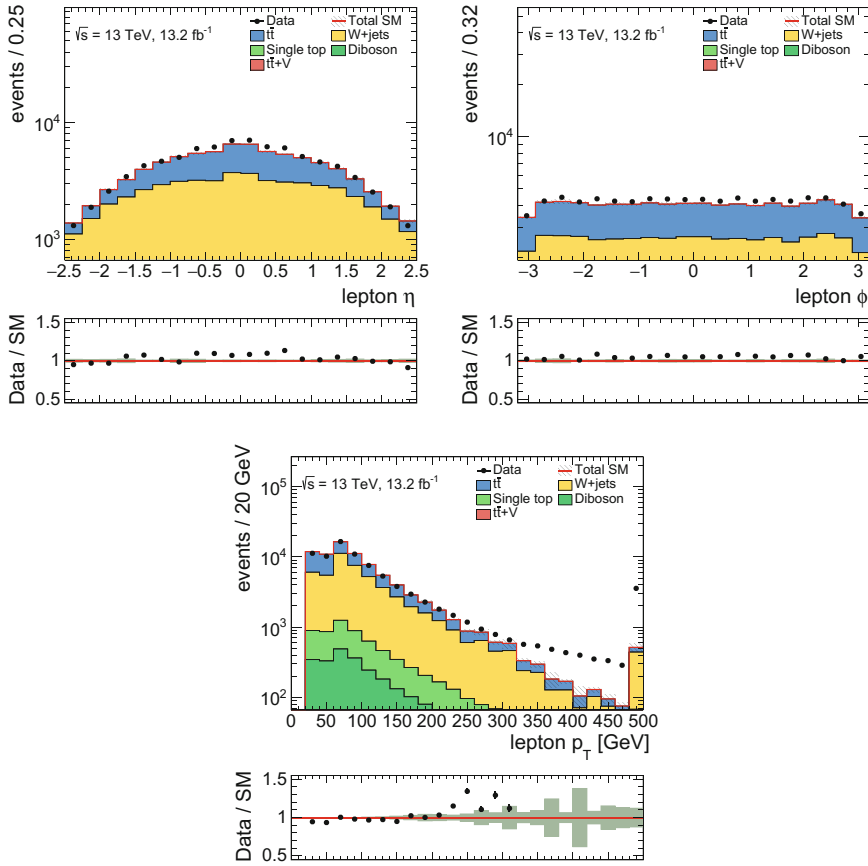 events / 0.25
√s = 13 TeV, 13.2 fb⁻¹
Data
Total SM
tt̄
W+jets
Single top
Diboson
tt̄+V
10⁴
10³
−2.5 −2 −1.5 −1 −0.5 0 0.5 1 1.5 2 2.5
lepton η
Data / SM
1.5
1
0.5
events / 0.32
√s = 13 TeV, 13.2 fb⁻¹
Data
Total SM
tt̄
W+jets
Single top
Diboson
tt̄+V
10⁴
−3 −2 −1 0 1 2 3
lepton ϕ
Data / SM
1.5
1
0.5
events / 20 GeV
√s = 13 TeV, 13.2 fb⁻¹
Data
Total SM
tt̄
W+jets
Single top
Diboson
tt̄+V
10⁵
10⁴
10³
10²
0 50 100 150 200 250 300 350 400 450 500
lepton p_T [GeV]
Data / SM
1.5
1
0.5